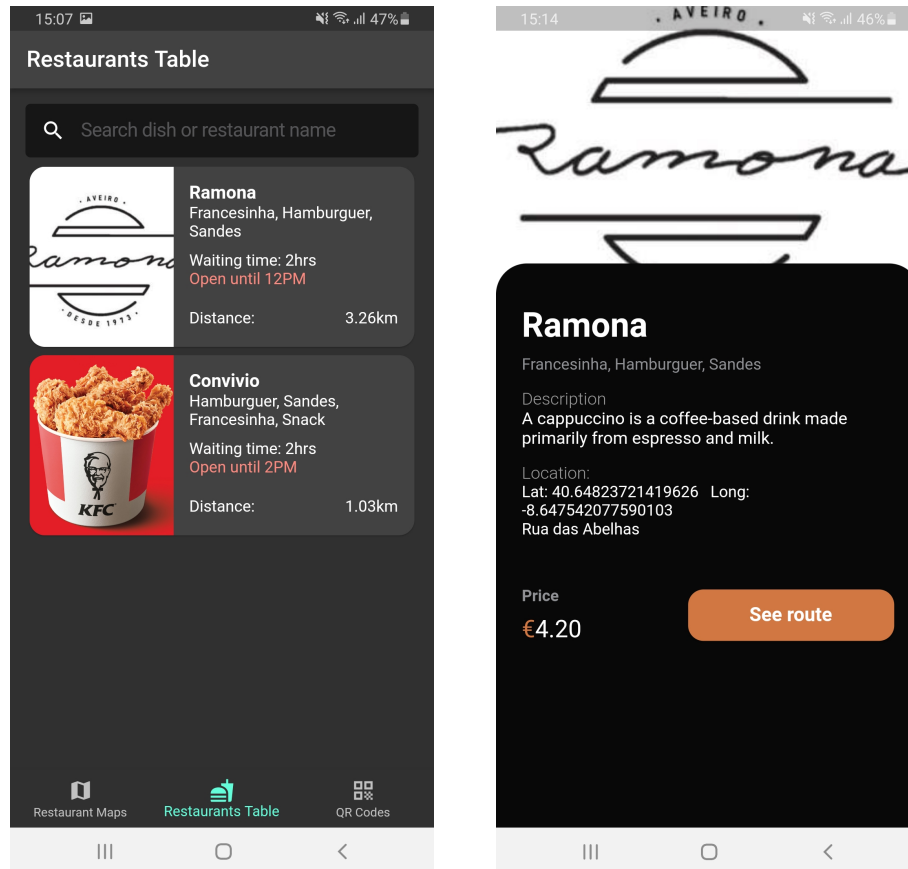 15:07
47%
Restaurants Table
Search dish or restaurant name
· AVEIRO ·
Ramona
· DESDE 1973 ·
Ramona
Francesinha, Hamburguer,
Sandes
Waiting time: 2hrs
Open until 12PM
Distance: 3.26km
KFC
Convivio
Hamburguer, Sandes,
Francesinha, Snack
Waiting time: 2hrs
Open until 2PM
Distance: 1.03km
Restaurant Maps
Restaurants Table
QR Codes
15:14
46%
. AVEIRO .
Ramona
Ramona
Francesinha, Hamburguer, Sandes
Description
A cappuccino is a coffee-based drink made
primarily from espresso and milk.
Location:
Lat: 40.64823721419626 Long:
-8.647542077590103
Rua das Abelhas
Price
€4.20
See route